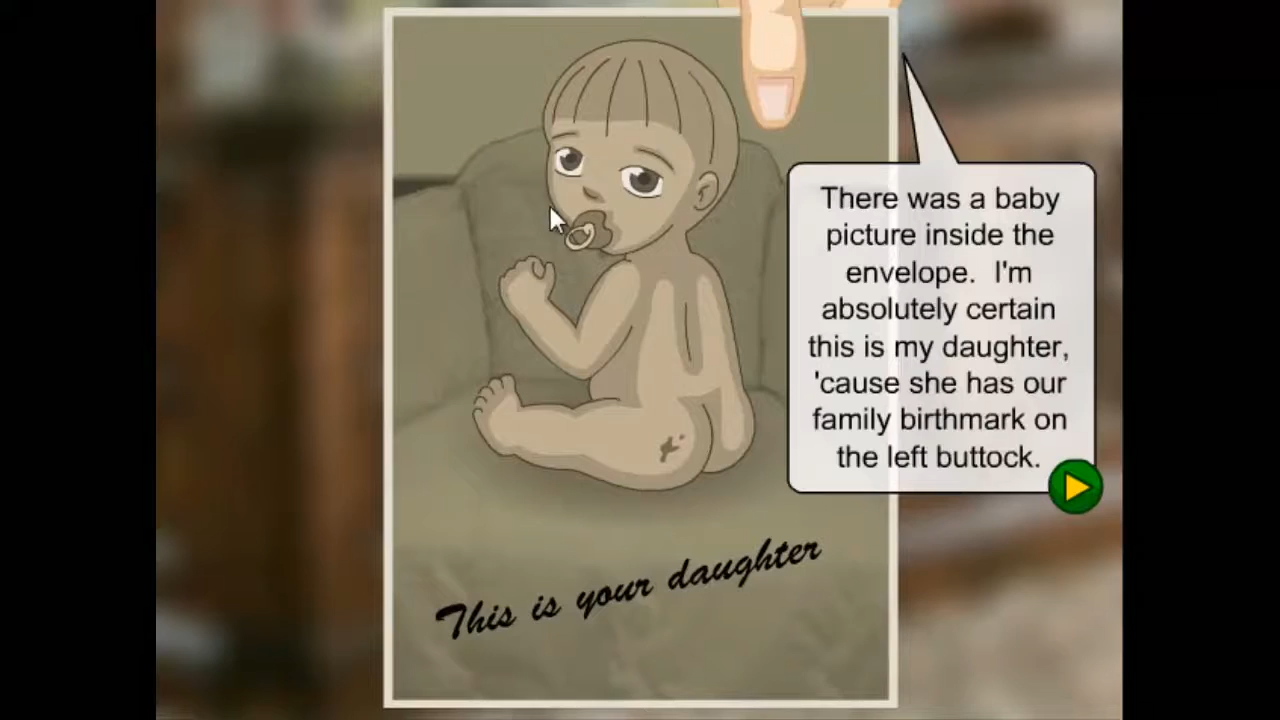 There was a baby
picture inside the
envelope.  I'm
absolutely certain
this is my daughter,
'cause she has our
family birthmark on
the left buttock.
This is your daughter